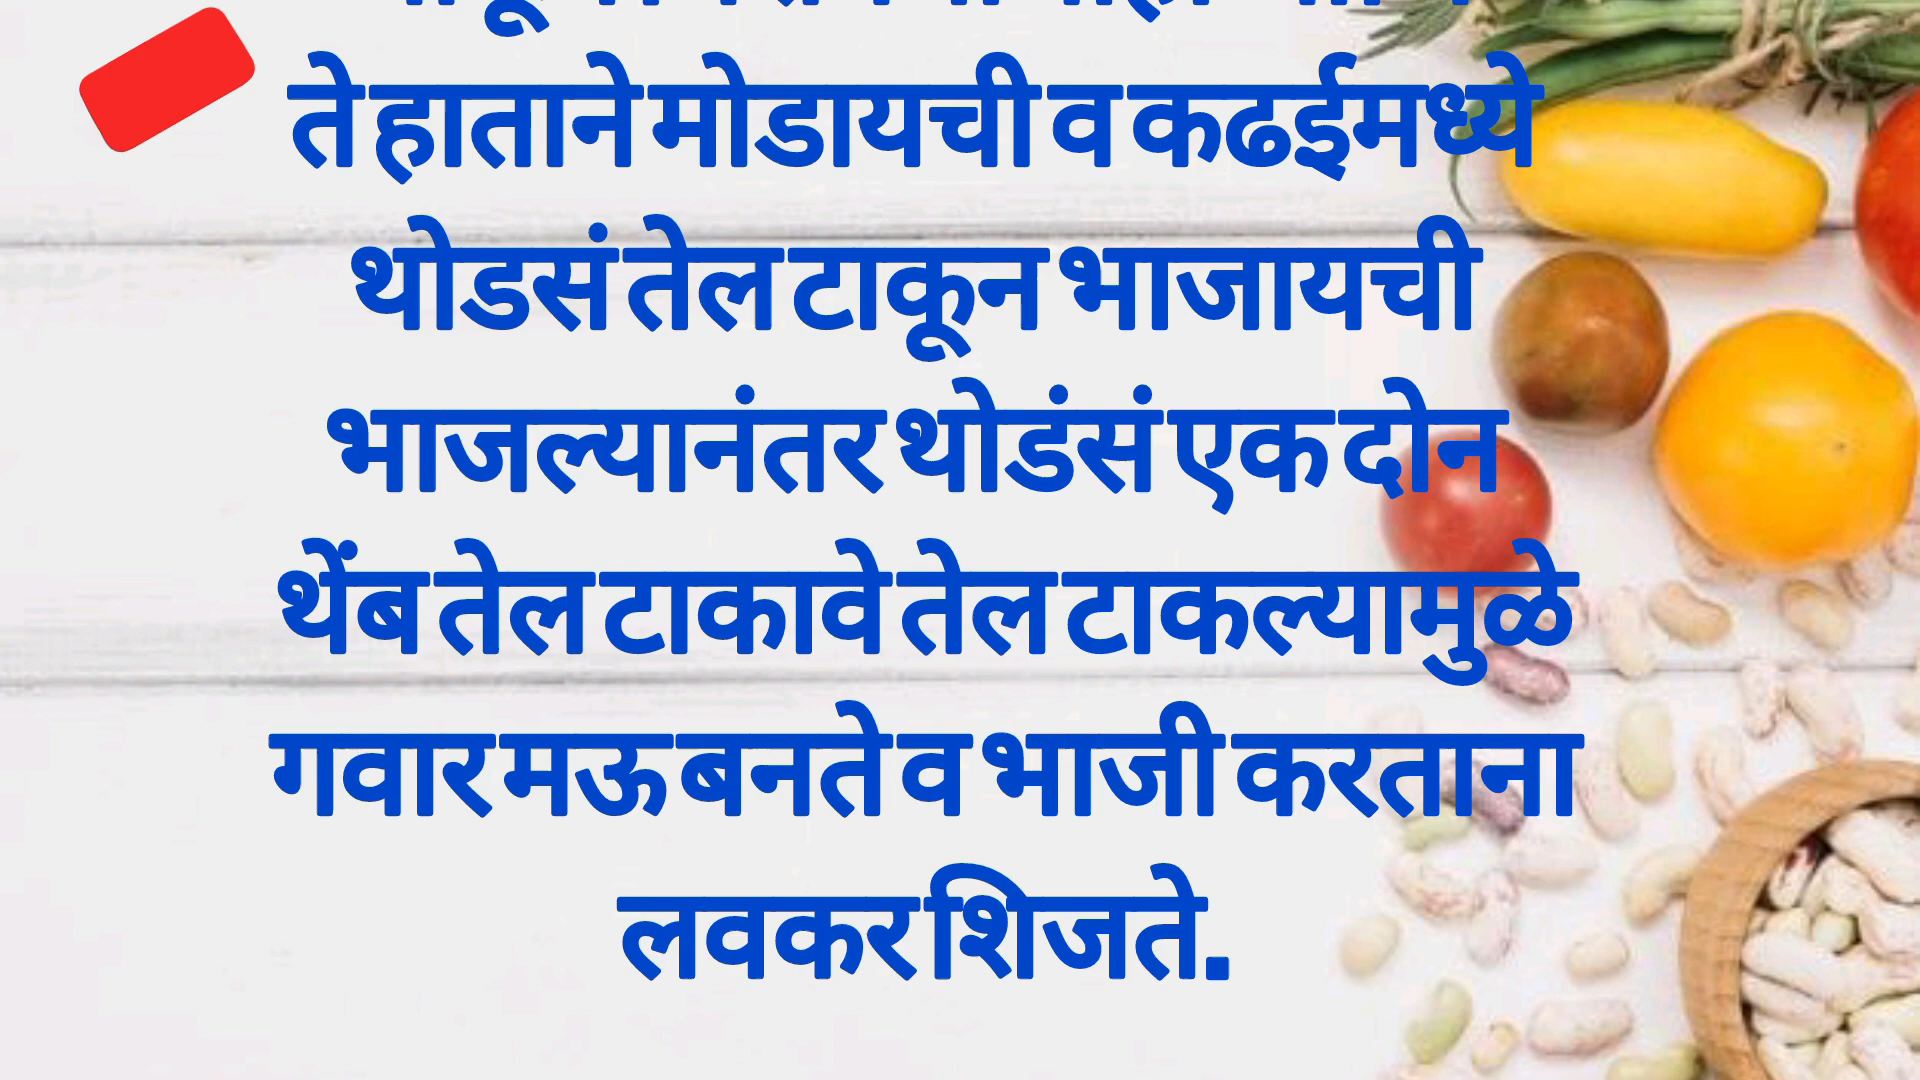 ते हाताने मोडायची व कढईमध्ये
थोडसं तेल टाकून भाजायची
भाजल्यानंतर थोडंसं एक दोन
थेंब तेल टाकावे तेल टाकल्यामुळे
गवार मऊ बनते व भाजी करताना
लवकर शिजते.